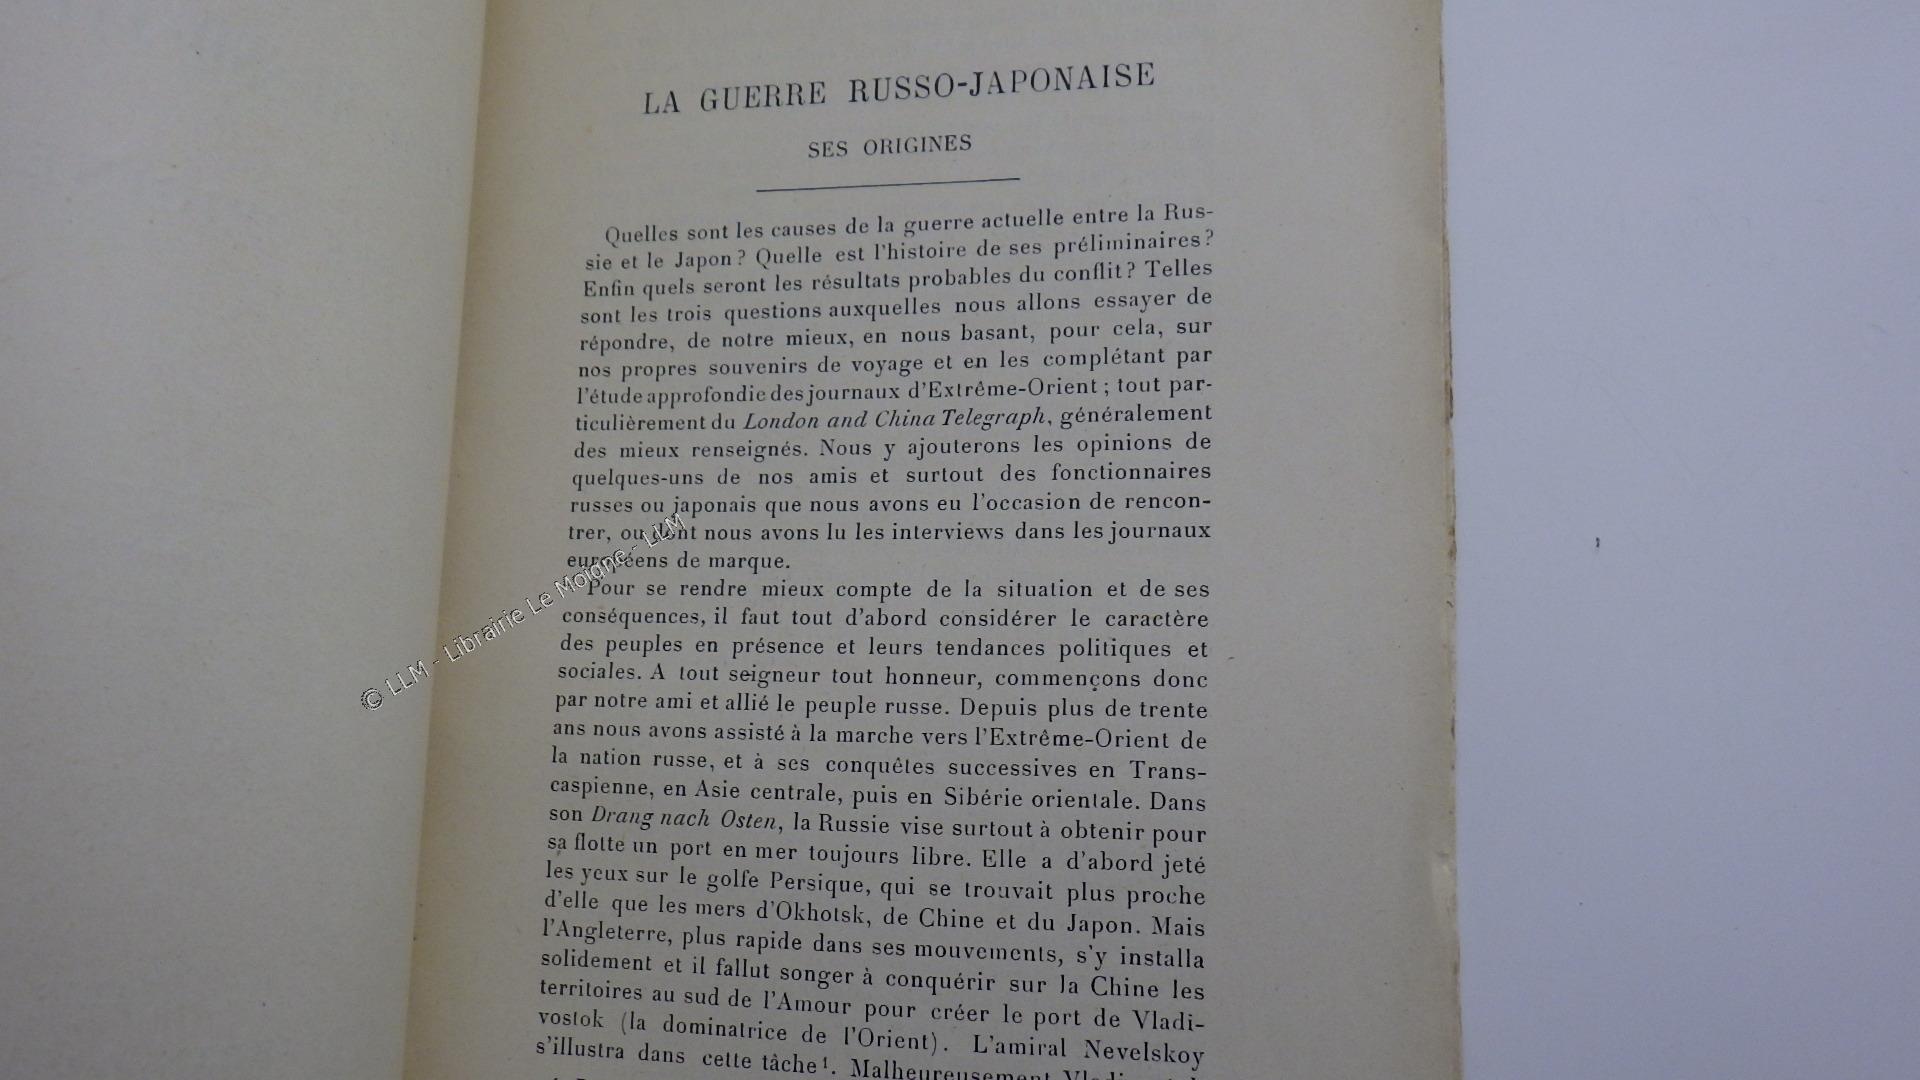 LA GUERRE RUSSO-JAPONAISE
SES ORIGINES
Quelles sont les causes de la guerre actuelle entre la Rus-
sie et le Japon ? Quelle est l'histoire de ses préliminaires ?
Enfin quels seront les résultats probables du conflit ? Telles
sont les trois questions auxquelles nous allons essayer de
répondre, de notre mieux, en nous basant, pour cela, sur
nos propres souvenirs de voyage et en les complétant par
l'étude approfondie des journaux d'Extrême-Orient ; tout par-
ticulièrement du London and China Telegraph, généralement
des mieux renseignés. Nous y ajouterons les opinions de
quelques-uns de nos amis et surtout des fonctionnaires
russes ou japonais que nous avons eu l'occasion de rencon-
trer, ou dont nous avons lu les interviews dans les journaux
européens de marque.
Pour se rendre mieux compte de la situation et de ses
conséquences, il faut tout d'abord considérer le caractère
des peuples en présence et leurs tendances politiques et
sociales. A tout seigneur tout honneur, commençons donc
par notre ami et allié le peuple russe. Depuis plus de trente
ans nous avons assisté à la marche vers l'Extrême-Orient de
la nation russe, et à ses conquêtes successives en Trans-
caspienne, en Asie centrale, puis en Sibérie orientale. Dans
son Drang nach Osten, la Russie vise surtout à obtenir pour
sa flotte un port en mer toujours libre. Elle a d'abord jeté
les yeux sur le golfe Persique, qui se trouvait plus proche
d'elle que les mers d'Okhotsk, de Chine et du Japon. Mais
l'Angleterre, plus rapide dans ses mouvements, s'y installa
solidement et il fallut songer à conquérir sur la Chine les
territoires au sud de l'Amour pour créer le port de Vladi-
vostok (la dominatrice de l'Orient). L'amiral Nevelskoy
s'illustra dans cette tâche¹. Malheureusement
© LLM - Librairie Le Moigne - LLM